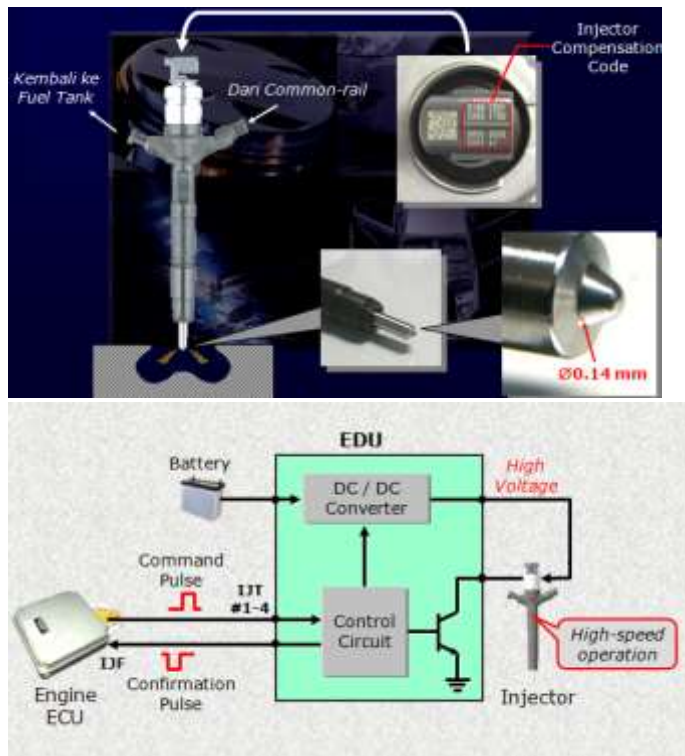 Injector
Compensation
Code
Kembali ke
Fuel Tank
Dari Common-rail
Ø0.14 mm
EDU
Battery
DC / DC
Converter
High
Voltage
Command
Pulse
IJT
#1-4
Control
Circuit
High-speed
operation
IJF
Confirmation
Pulse
Engine
ECU
Injector